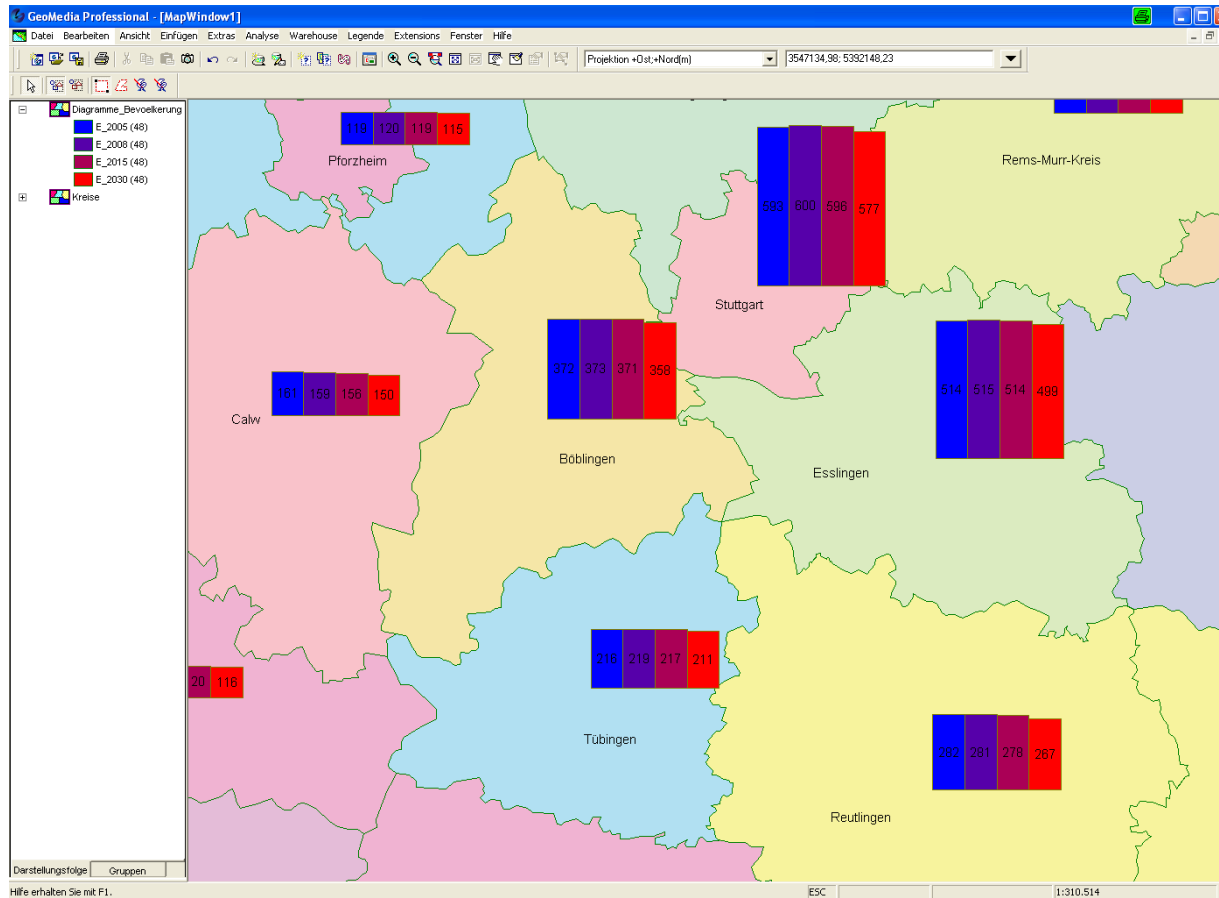 GeoMedia Professional - [MapWindow1]
Datei Bearbeiten Ansicht Einfügen Extras Analyse Warehouse Legende Extensions Fenster Hilfe
Projektion +Ost;+Nord(m) 3547134,98; 5392148,23
Diagramme_Bevoelkerung
E_2005 (48)
E_2008 (48)
E_2015 (48)
E_2030 (48)
Kreise
119 120 119 115
Pforzheim
593 600 596 577
Stuttgart
Rems-Murr-Kreis
161 159 156 150
Calw
372 373 371 358
Böblingen
514 515 514 499
Esslingen
20 116
216 219 217 211
Tübingen
282 281 278 267
Reutlingen
Darstellungsfolge Gruppen
Hilfe erhalten Sie mit F1. ESC 1:310.514